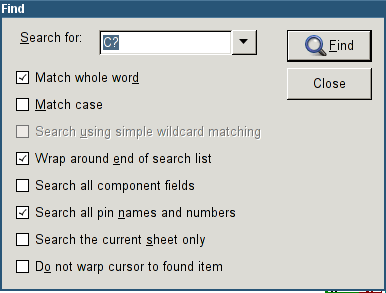 Find
Search for: C? Find
Close
Match whole word
Match case
Search using simple wildcard matching
Wrap around end of search list
Search all component fields
Search all pin names and numbers
Search the current sheet only
Do not warp cursor to found item